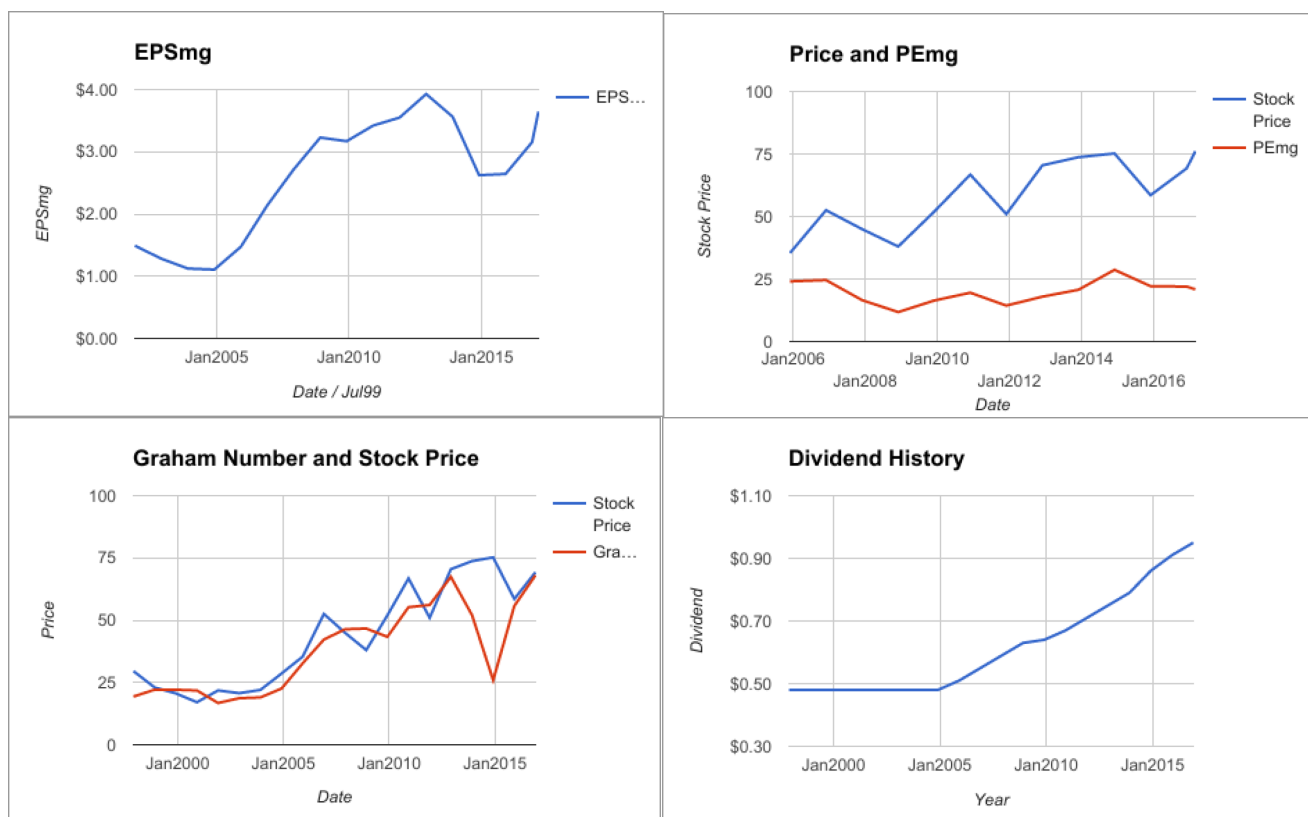 EPSmg
$4.00
$3.00
$2.00
$1.00
$0.00
EPSmg
Jan2005
Jan2010
Jan2015
Date / Jul99
EPS…
Price and PEmg
100
75
50
25
0
Stock Price
Jan2006
Jan2008
Jan2010
Jan2012
Jan2014
Jan2016
Date
Stock
Price
PEmg
Graham Number and Stock Price
100
75
50
25
0
Price
Jan2000
Jan2005
Jan2010
Jan2015
Date
Stock
Price
Gra…
Dividend History
$1.10
$0.90
$0.70
$0.50
$0.30
Dividend
Jan2000
Jan2005
Jan2010
Jan2015
Year